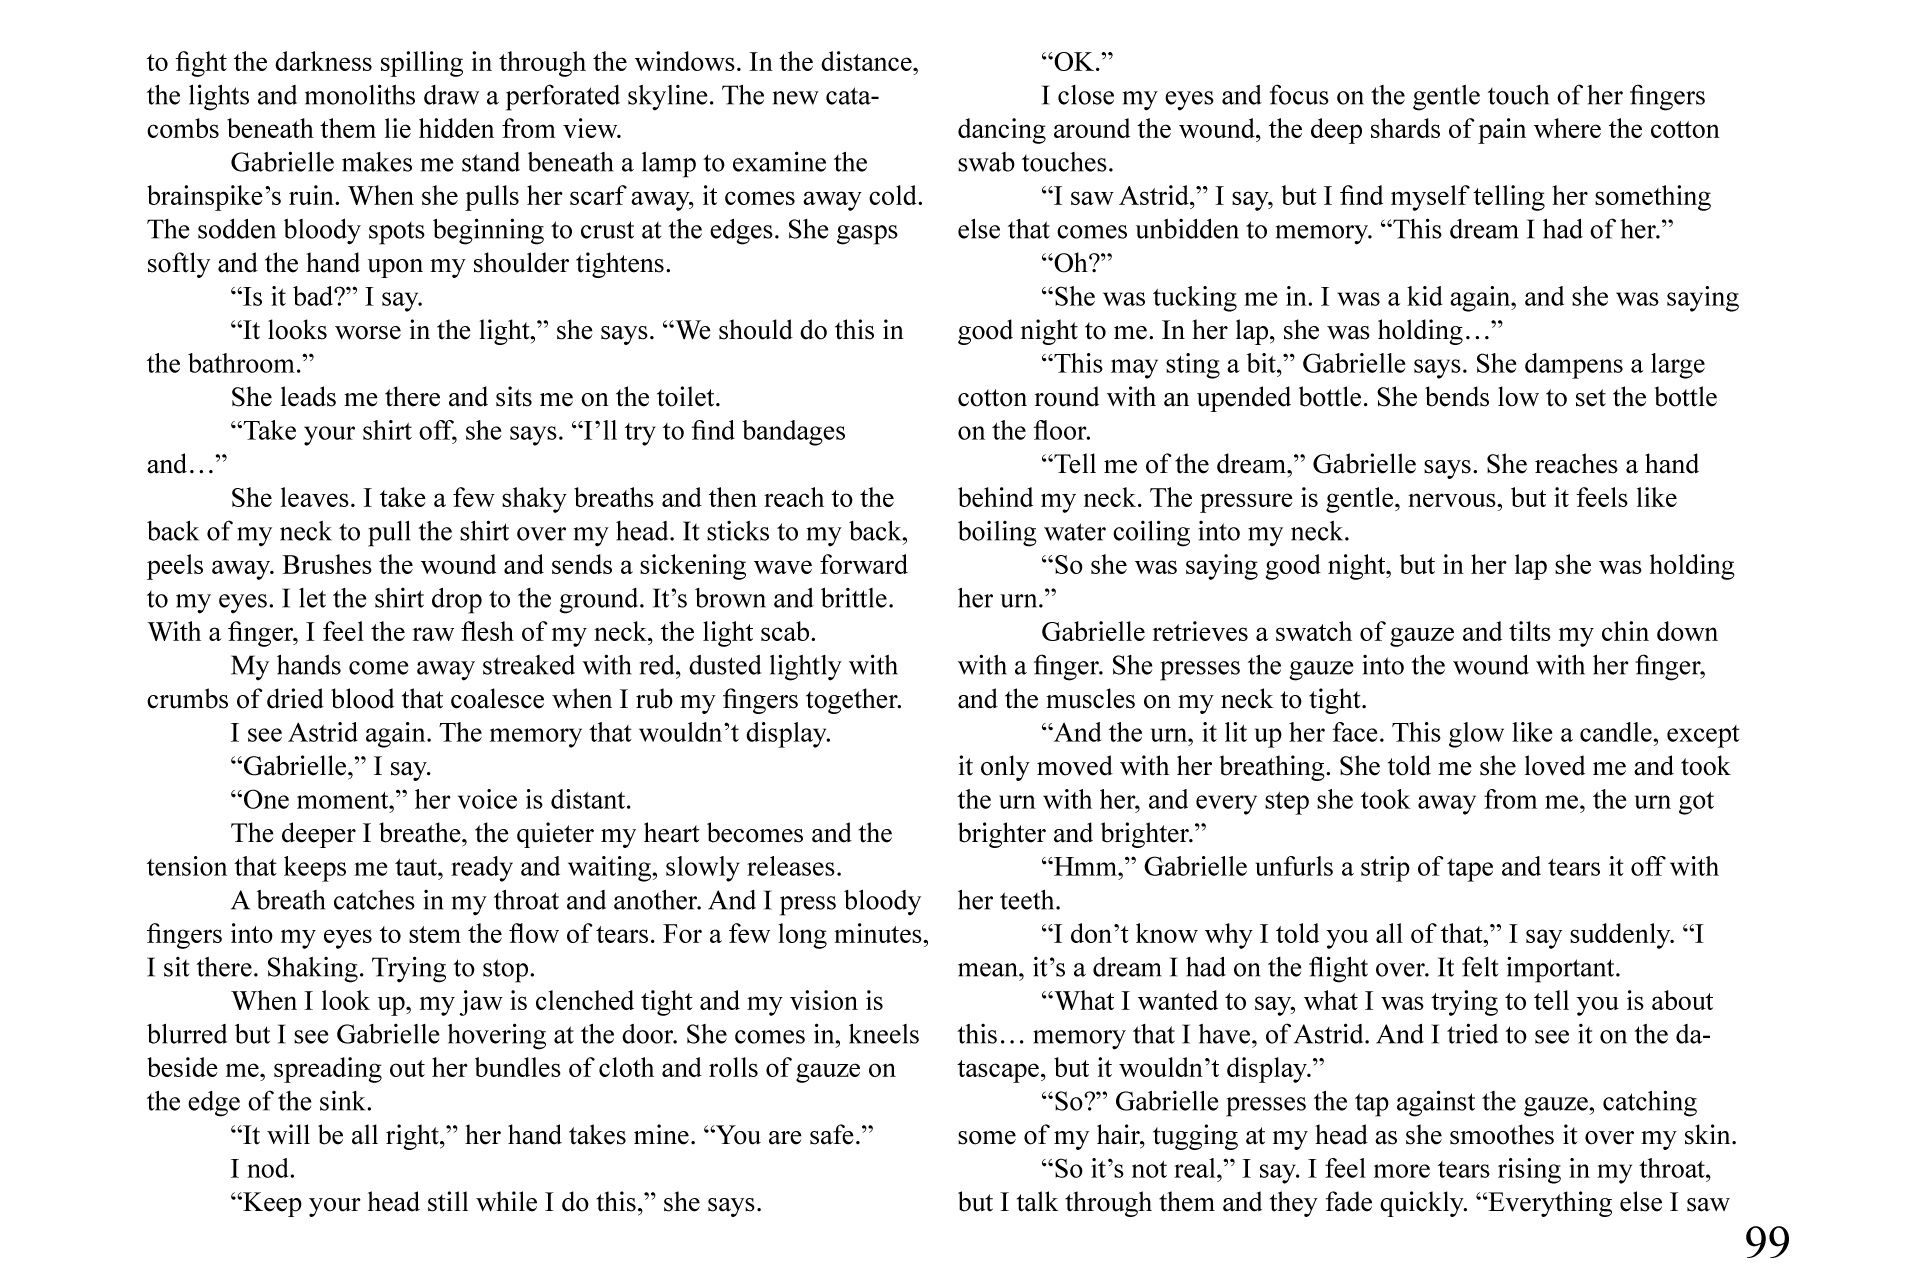 to fight the darkness spilling in through the windows. In the distance,
the lights and monoliths draw a perforated skyline. The new cata-
combs beneath them lie hidden from view.
Gabrielle makes me stand beneath a lamp to examine the
brainspike’s ruin. When she pulls her scarf away, it comes away cold.
The sodden bloody spots beginning to crust at the edges. She gasps
softly and the hand upon my shoulder tightens.
“Is it bad?” I say.
“It looks worse in the light,” she says. “We should do this in
the bathroom.”
She leads me there and sits me on the toilet.
“Take your shirt off, she says. “I’ll try to find bandages
and…”
She leaves. I take a few shaky breaths and then reach to the
back of my neck to pull the shirt over my head. It sticks to my back,
peels away. Brushes the wound and sends a sickening wave forward
to my eyes. I let the shirt drop to the ground. It’s brown and brittle.
With a finger, I feel the raw flesh of my neck, the light scab.
My hands come away streaked with red, dusted lightly with
crumbs of dried blood that coalesce when I rub my fingers together.
I see Astrid again. The memory that wouldn’t display.
“Gabrielle,” I say.
“One moment,” her voice is distant.
The deeper I breathe, the quieter my heart becomes and the
tension that keeps me taut, ready and waiting, slowly releases.
A breath catches in my throat and another. And I press bloody
fingers into my eyes to stem the flow of tears. For a few long minutes,
I sit there. Shaking. Trying to stop.
When I look up, my jaw is clenched tight and my vision is
blurred but I see Gabrielle hovering at the door. She comes in, kneels
beside me, spreading out her bundles of cloth and rolls of gauze on
the edge of the sink.
“It will be all right,” her hand takes mine. “You are safe.”
I nod.
“Keep your head still while I do this,” she says.
“OK.”
I close my eyes and focus on the gentle touch of her fingers
dancing around the wound, the deep shards of pain where the cotton
swab touches.
“I saw Astrid,” I say, but I find myself telling her something
else that comes unbidden to memory. “This dream I had of her.”
“Oh?”
“She was tucking me in. I was a kid again, and she was saying
good night to me. In her lap, she was holding…”
“This may sting a bit,” Gabrielle says. She dampens a large
cotton round with an upended bottle. She bends low to set the bottle
on the floor.
“Tell me of the dream,” Gabrielle says. She reaches a hand
behind my neck. The pressure is gentle, nervous, but it feels like
boiling water coiling into my neck.
“So she was saying good night, but in her lap she was holding
her urn.”
Gabrielle retrieves a swatch of gauze and tilts my chin down
with a finger. She presses the gauze into the wound with her finger,
and the muscles on my neck to tight.
“And the urn, it lit up her face. This glow like a candle, except
it only moved with her breathing. She told me she loved me and took
the urn with her, and every step she took away from me, the urn got
brighter and brighter.”
“Hmm,” Gabrielle unfurls a strip of tape and tears it off with
her teeth.
“I don’t know why I told you all of that,” I say suddenly. “I
mean, it’s a dream I had on the flight over. It felt important.
“What I wanted to say, what I was trying to tell you is about
this… memory that I have, of Astrid. And I tried to see it on the da-
tascape, but it wouldn’t display.”
“So?” Gabrielle presses the tap against the gauze, catching
some of my hair, tugging at my head as she smoothes it over my skin.
“So it’s not real,” I say. I feel more tears rising in my throat,
but I talk through them and they fade quickly. “Everything else I saw
99